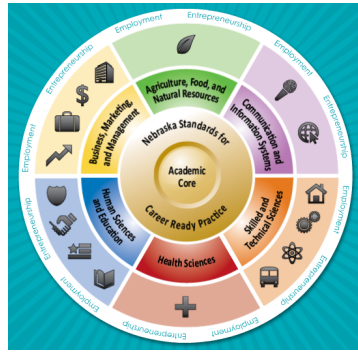 Employment
Entrepreneurship
Employment
Entrepreneurship
Employment
Entrepreneurship
Employment
Entrepreneurship
Employment
Entrepreneurship
Employment
Entrepreneurship
Agriculture, Food, and
Natural Resources
Communication and
Information Systems
Skilled and
Technical Sciences
Health Sciences
Human Sciences
and Education
Business, Marketing,
and Management
Nebraska Standards for
Career Ready Practice
Academic
Core